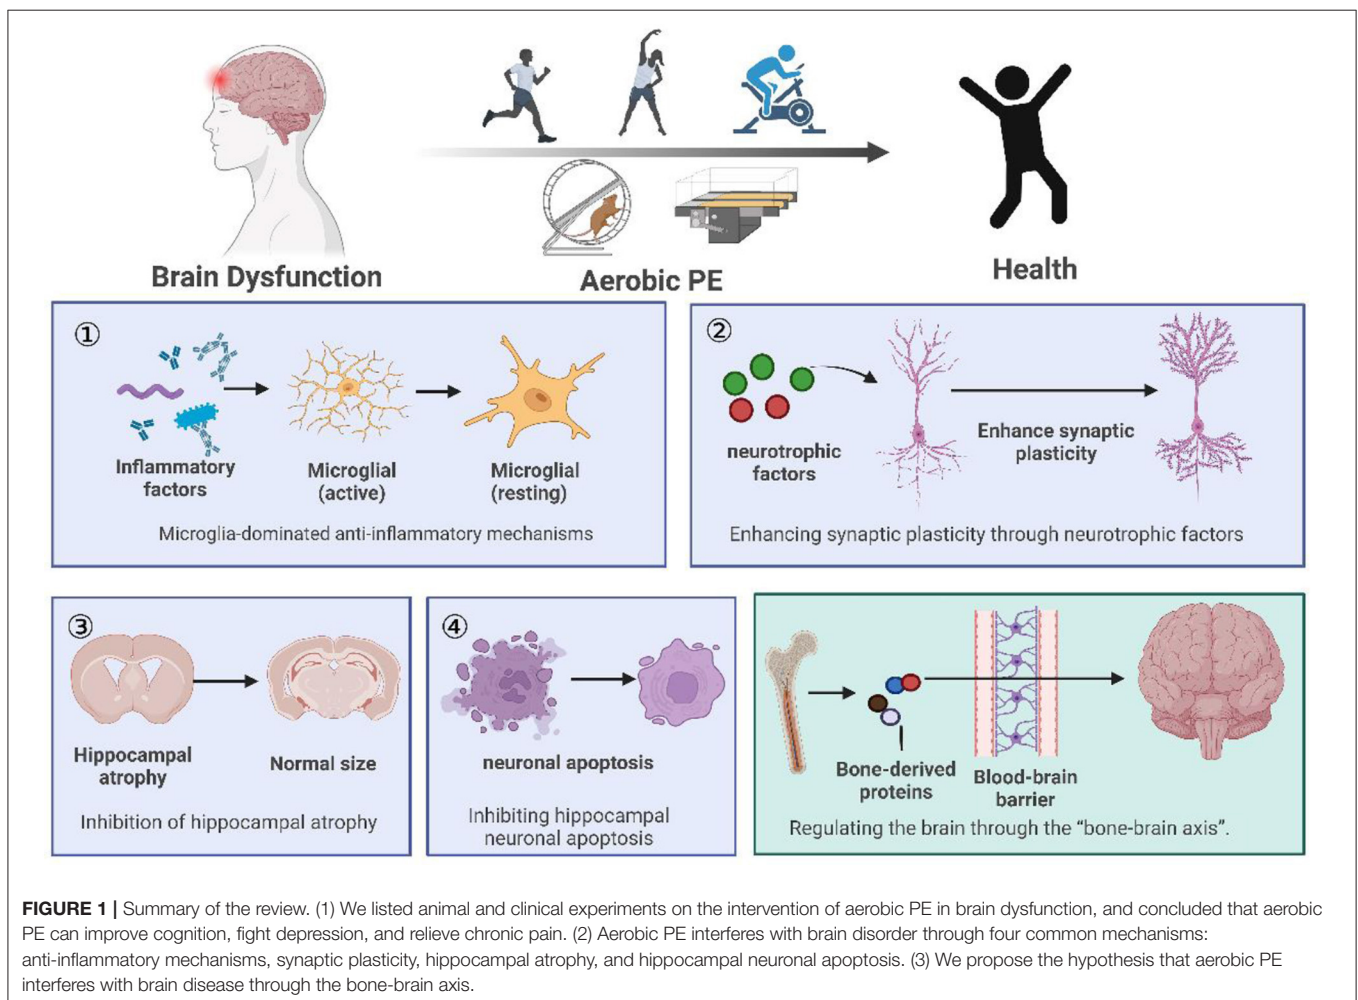 Brain Dysfunction
Aerobic PE
Health
①
Inflammatory
factors
Microglial
(active)
Microglial
(resting)
Microglia-dominated anti-inflammatory mechanisms
②
neurotrophic
factors
Enhance synaptic
plasticity
Enhancing synaptic plasticity through neurotrophic factors
③
Hippocampal
atrophy
Normal size
Inhibition of hippocampal atrophy
④
neuronal apoptosis
Inhibiting hippocampal
neuronal apoptosis
Bone-derived
proteins
Blood-brain
barrier
Regulating the brain through the “bone-brain axis”.
FIGURE 1 | Summary of the review. (1) We listed animal and clinical experiments on the intervention of aerobic PE in brain dysfunction, and concluded that aerobic
PE can improve cognition, fight depression, and relieve chronic pain. (2) Aerobic PE interferes with brain disorder through four common mechanisms:
anti-inflammatory mechanisms, synaptic plasticity, hippocampal atrophy, and hippocampal neuronal apoptosis. (3) We propose the hypothesis that aerobic PE
interferes with brain disease through the bone-brain axis.